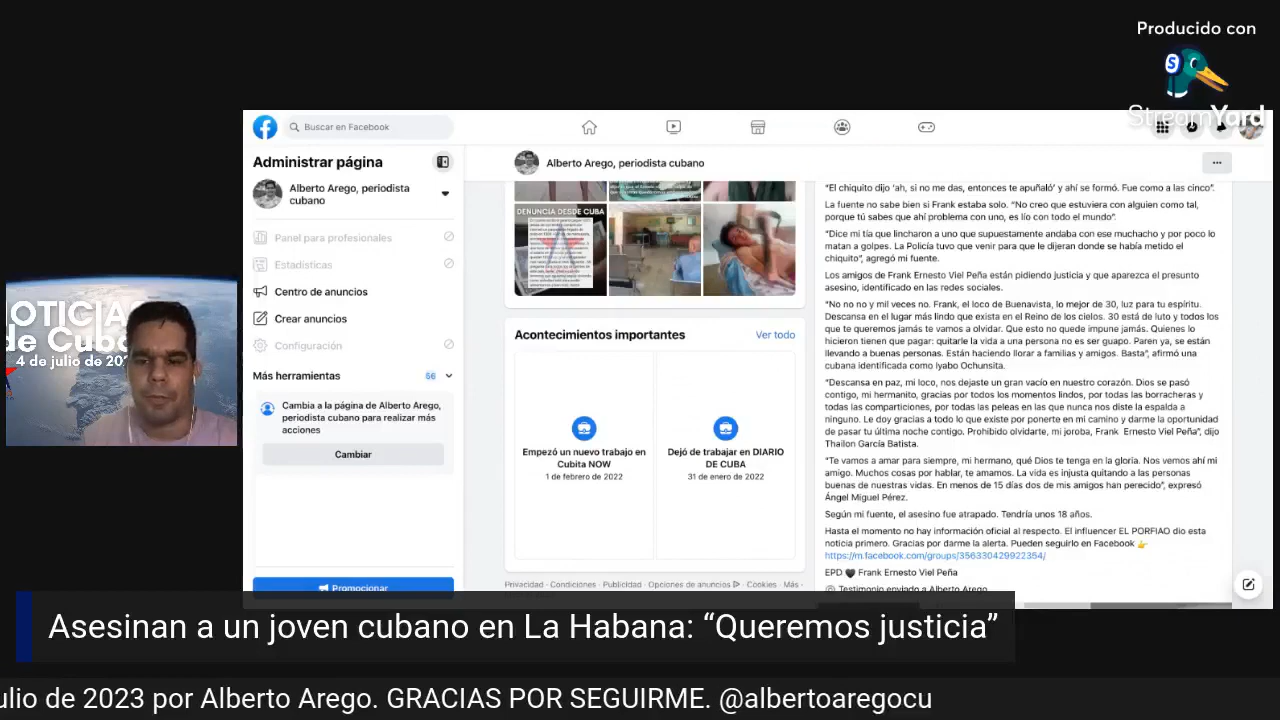 Producido con
StreamYard
Buscar en Facebook
Administrar página
Alberto Arego, periodista
cubano
Panel para profesionales
Estadísticas
Centro de anuncios
Crear anuncios
Configuración
Más herramientas
Cambia a la página de Alberto Arego,
periodista cubano para realizar más
acciones
Cambiar
Promocionar
OTICIA
de Cuba
4 de julio de 202
Alberto Arego, periodista cubano
DENUNCIA DESDE CUBA
Acontecimientos importantes
Ver todo
Empezó un nuevo trabajo en
Cubita NOW
1 de febrero de 2022
Dejó de trabajar en DIARIO
DE CUBA
31 de enero de 2022
Privacidad · Condiciones · Publicidad · Opciones de anuncios · Cookies · Más ·
“El chiquito dijo ‘ah, si no me das, entonces te apuñaló’ y ahí se formó. Fue como a las cinco”.
La fuente no sabe bien si Frank estaba solo. “No creo que estuviera con alguien como tal,
porque tú sabes que ahí problema con uno, es lío con todo el mundo”.
“Dice mi tía que lincharon a uno que supuestamente andaba con ese muchacho y por poco lo
matan a golpes. La Policía tuvo que venir para que le dijeran donde se había metido el
chiquito”, agregó mi fuente.
Los amigos de Frank Ernesto Viel Peña están pidiendo justicia y que aparezca el presunto
asesino, identificado en las redes sociales.
“No no no y mil veces no. Frank, el loco de Buenavista, lo mejor de 30, luz para tu espíritu.
Descansa en el lugar más lindo que exista en el Reino de los cielos. 30 está de luto y todos los
que te queremos jamás te vamos a olvidar. Que esto no quede impune jamás. Quienes lo
hicieron tienen que pagar: quitarle la vida a una persona no es ser guapo. Paren ya, se están
llevando a buenas personas. Están haciendo llorar a familias y amigos. Basta”, afirmó una
cubana identificada como Iyabo Ochunsita.
“Descansa en paz, mi loco, nos dejaste un gran vacío en nuestro corazón. Dios se pasó
contigo, mi hermanito, gracias por todos los momentos lindos, por todas las borracheras y
todas las comparticiones, por todas las peleas en las que nunca nos diste la espalda a
ninguno. Le doy gracias a todo lo que existe por ponerte en mi camino y darme la oportunidad
de pasar tu última noche contigo. Prohibido olvidarte, mi joroba, Frank Ernesto Viel Peña”, dijo
Thailon García Batista.
“Te vamos a amar para siempre, mi hermano, qué Dios te tenga en la gloria. Nos vemos ahí mi
amigo. Muchos cosas por hablar, te amamos. La vida es injusta quitando a las personas
buenas de nuestras vidas. En menos de 15 días dos de mis amigos han perecido”, expresó
Ángel Miguel Pérez.
Según mi fuente, el asesino fue atrapado. Tendría unos 18 años.
Hasta el momento no hay información oficial al respecto. El influencer EL PORFIAO dio esta
noticia primero. Gracias por darme la alerta. Pueden seguirlo en Facebook 👉
https://m.facebook.com/groups/356330429922354/
EPD 🖤 Frank Ernesto Viel Peña
Testimonio enviado a Alberto Arego
Asesinan a un joven cubano en La Habana: “Queremos justicia”
ulio de 2023 por Alberto Arego. GRACIAS POR SEGUIRME. @albertoaregocu